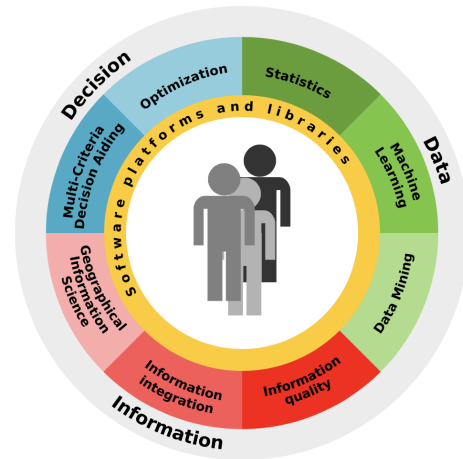 Decision
Data
Information
Optimization
Statistics
Machine
Learning
Data Mining
Information
quality
Information
integration
Geographical
Information
Science
Multi-Criteria
Decision Aiding
Software platforms and libraries